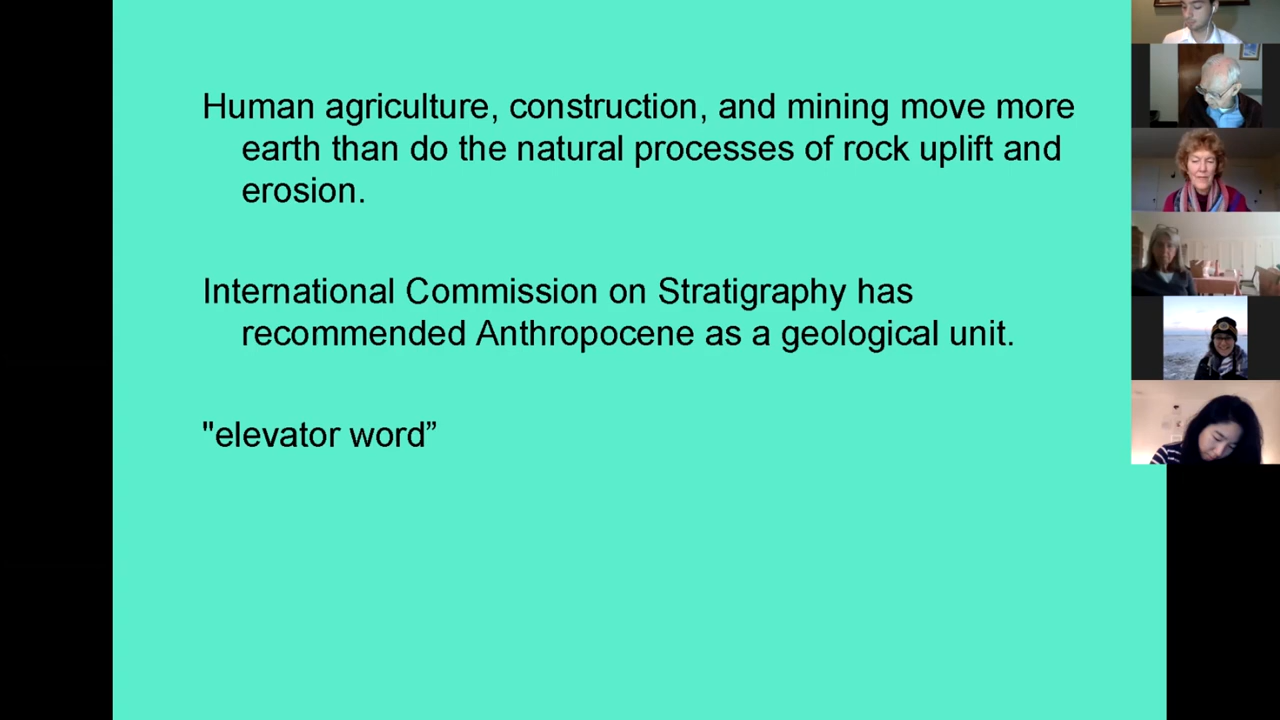 Human agriculture, construction, and mining move more
earth than do the natural processes of rock uplift and
erosion.
International Commission on Stratigraphy has
recommended Anthropocene as a geological unit.
"elevator word”